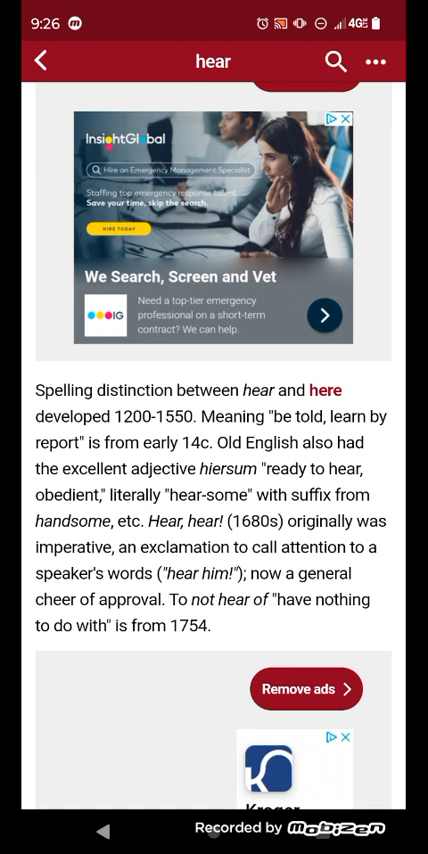 9:26
4G
hear
InsightGlobal
Hire on Emergency Management Specialist
Staffing top emergency response talent.
Save your time, skip the search.
HIRE TODAY
We Search, Screen and Vet
IG
Need a top-tier emergency
professional on a short-term
contract? We can help.
Spelling distinction between hear and here
developed 1200-1550. Meaning "be told, learn by
report" is from early 14c. Old English also had
the excellent adjective hiersum "ready to hear,
obedient," literally "hear-some" with suffix from
handsome, etc. Hear, hear! (1680s) originally was
imperative, an exclamation to call attention to a
speaker's words ("hear him!"); now a general
cheer of approval. To not hear of "have nothing
to do with" is from 1754.
Remove ads
Kroger
Recorded by Mobizen